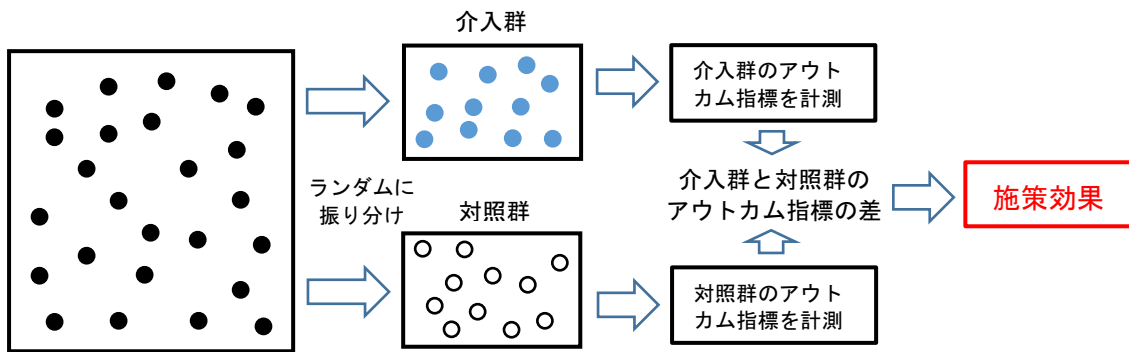 介入群
介入群のアウト
カム指標を計測
ランダムに
振り分け
対照群
介入群と対照群の
アウトカム指標の差
施策効果
対照群のアウト
カム指標を計測